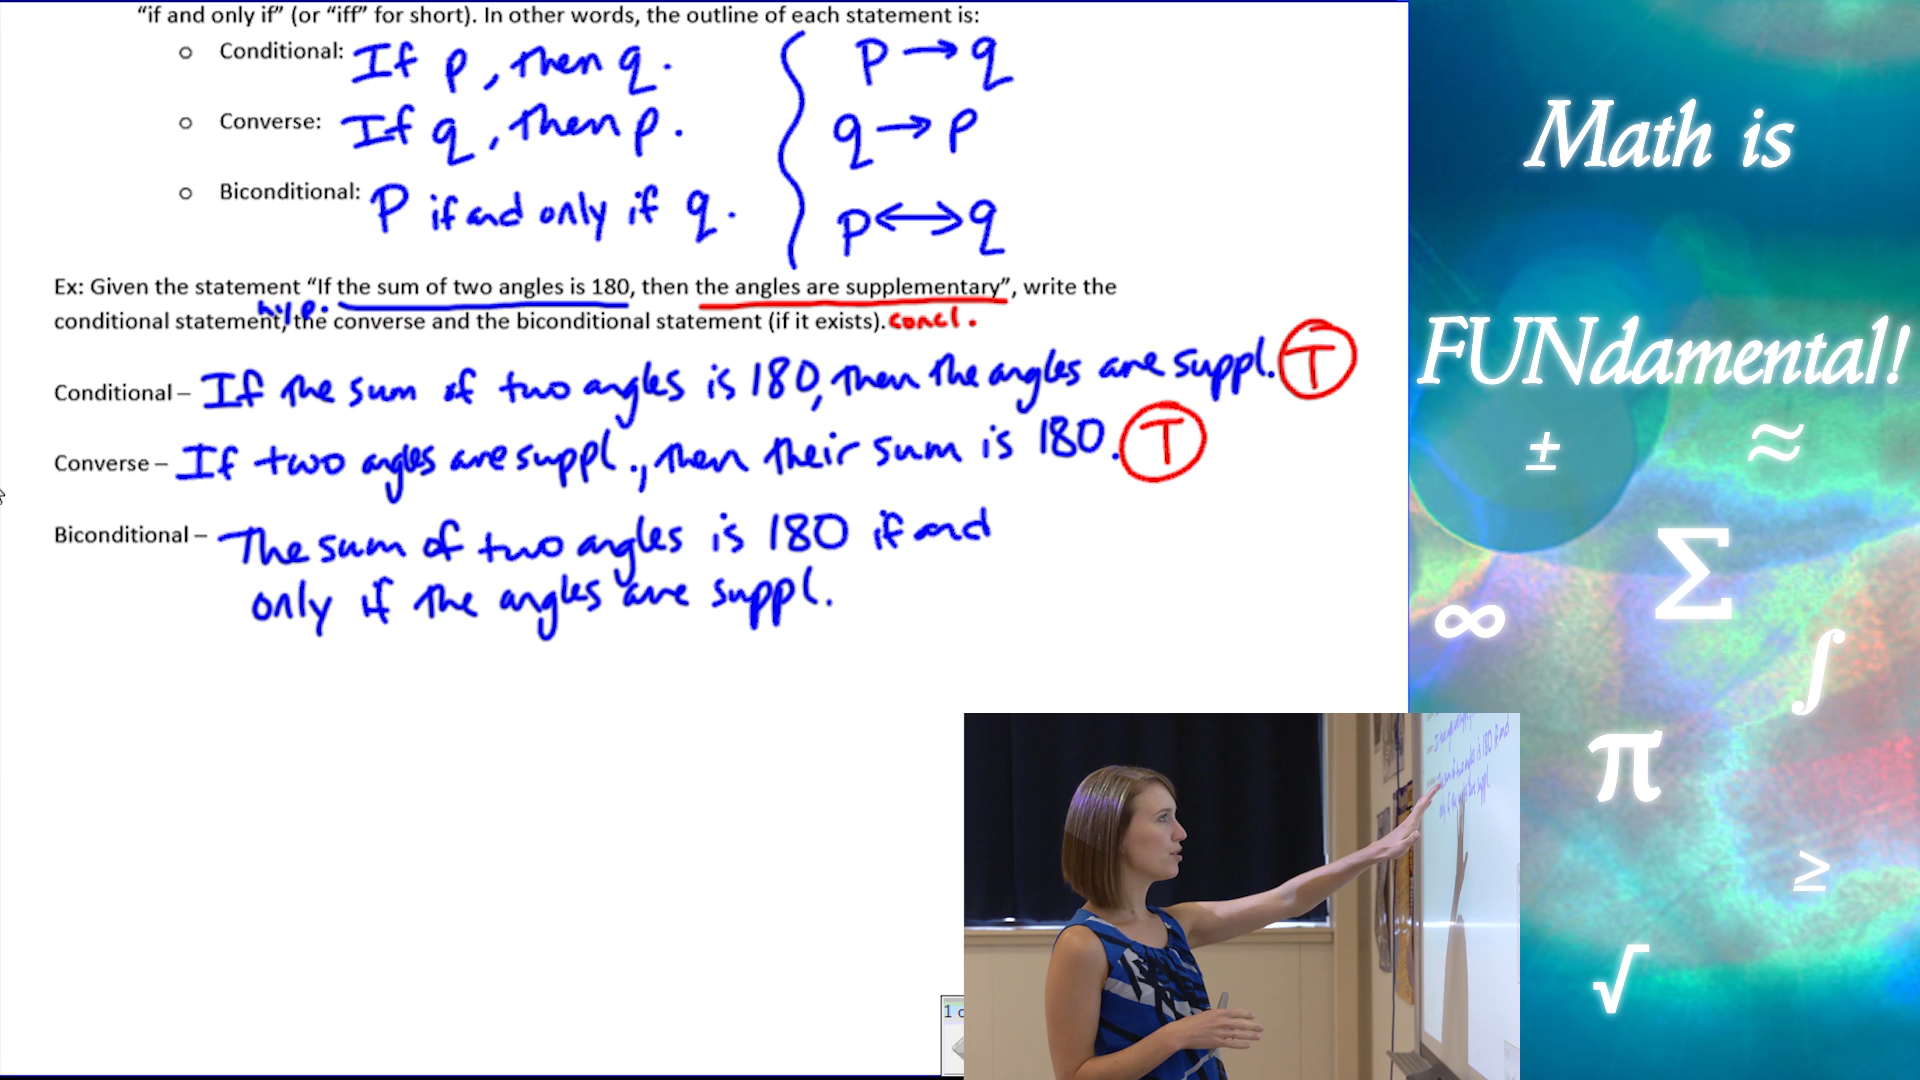 "if and only if" (or "iff" for short). In other words, the outline of each statement is:
o Conditional: If p, then q. p → q
o Converse: If q, then p. q → p
o Biconditional: P if and only if q. p ↔ q
Ex: Given the statement "If the sum of two angles is 180, then the angles are supplementary", write the
hyp.
conditional statement, the converse and the biconditional statement (if it exists). concl.
Conditional – If the sum of two angles is 180, then the angles are suppl. T
Converse – If two angles are suppl., then their sum is 180. T
Biconditional – The sum of two angles is 180 if and
only if the angles are suppl.
Math is
FUNdamental!
± ≈
Σ
∞
∫
π
≥
√